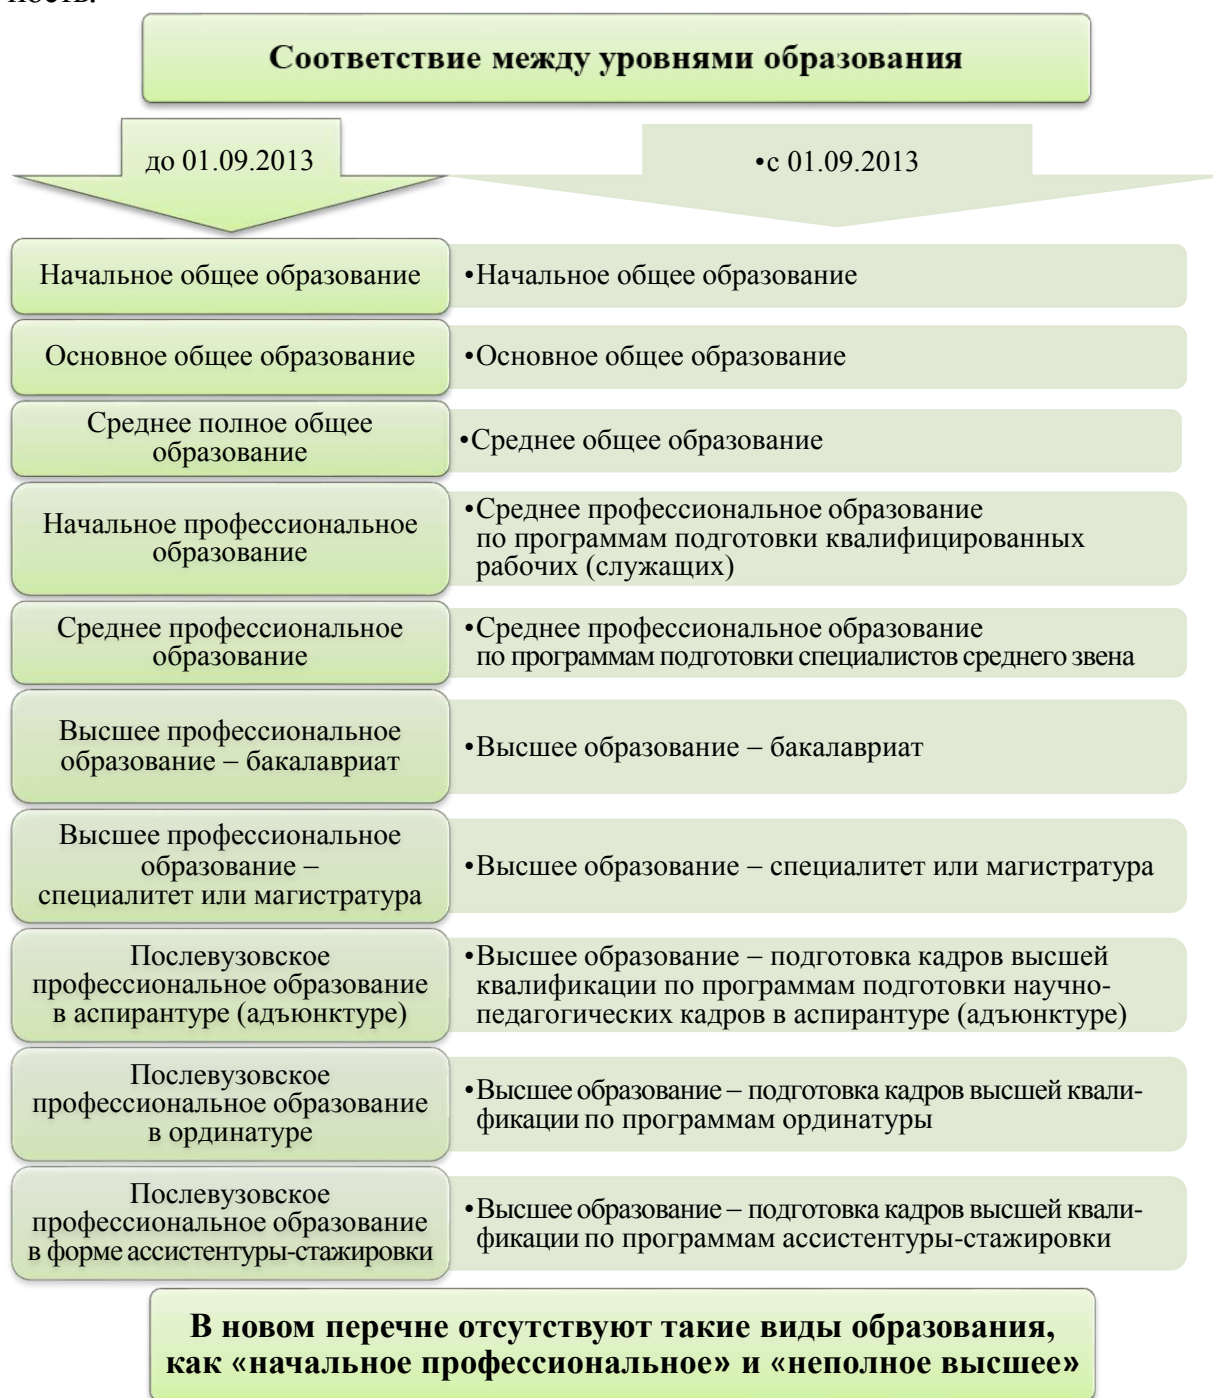 ность.
Соответствие между уровнями образования
до 01.09.2013
•с 01.09.2013
Начальное общее образование
•Начальное общее образование
Основное общее образование
•Основное общее образование
Среднее полное общее
образование
•Среднее общее образование
Начальное профессиональное
образование
•Среднее профессиональное образование
по программам подготовки квалифицированных
рабочих (служащих)
Среднее профессиональное
образование
•Среднее профессиональное образование
по программам подготовки специалистов среднего звена
Высшее профессиональное
образование – бакалавриат
•Высшее образование – бакалавриат
Высшее профессиональное
образование –
специалитет или магистратура
•Высшее образование – специалитет или магистратура
Послевузовское
профессиональное образование
в аспирантуре (адъюнктуре)
•Высшее образование – подготовка кадров высшей
квалификации по программам подготовки научно-
педагогических кадров в аспирантуре (адъюнктуре)
Послевузовское
профессиональное образование
в ординатуре
•Высшее образование – подготовка кадров высшей квали-
фикации по программам ординатуры
Послевузовское
профессиональное образование
в форме ассистентуры-стажировки
•Высшее образование – подготовка кадров высшей квали-
фикации по программам ассистентуры-стажировки
В новом перечне отсутствуют такие виды образования,
как «начальное профессиональное» и «неполное высшее»